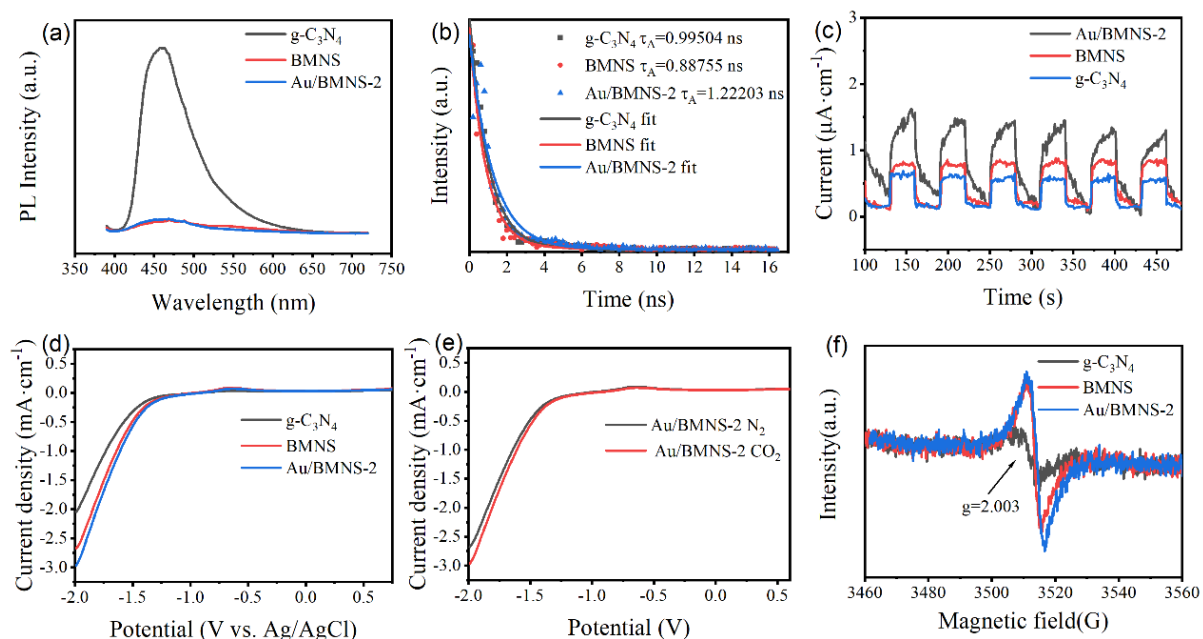 (a)
g-C₃N₄
BMNS
Au/BMNS-2
PL Intensity (a.u.)
350 400 450 500 550 600 650 700 750
Wavelength (nm)
(b)
g-C₃N₄ τ_A=0.99504 ns
BMNS τ_A=0.88755 ns
Au/BMNS-2 τ_A=1.22203 ns
g-C₃N₄ fit
BMNS fit
Au/BMNS-2 fit
Intensity (a.u.)
0 2 4 6 8 10 12 14 16
Time (ns)
(c)
Au/BMNS-2
BMNS
g-C₃N₄
Current (μA·cm⁻¹)
3
2
1
0
100 150 200 250 300 350 400 450
Time (s)
(d)
g-C₃N₄
BMNS
Au/BMNS-2
Current density (mA·cm⁻¹)
0.5
0.0
-0.5
-1.0
-1.5
-2.0
-2.5
-3.0
-2.0 -1.5 -1.0 -0.5 0.0 0.5
Potential (V vs. Ag/AgCl)
(e)
Au/BMNS-2 N₂
Au/BMNS-2 CO₂
Current density (mA·cm⁻¹)
0.5
0.0
-0.5
-1.0
-1.5
-2.0
-2.5
-3.0
-2.0 -1.5 -1.0 -0.5 0.0 0.5
Potential (V)
(f)
g-C₃N₄
BMNS
Au/BMNS-2
g=2.003
Intensity(a.u.)
3460 3480 3500 3520 3540 3560
Magnetic field(G)